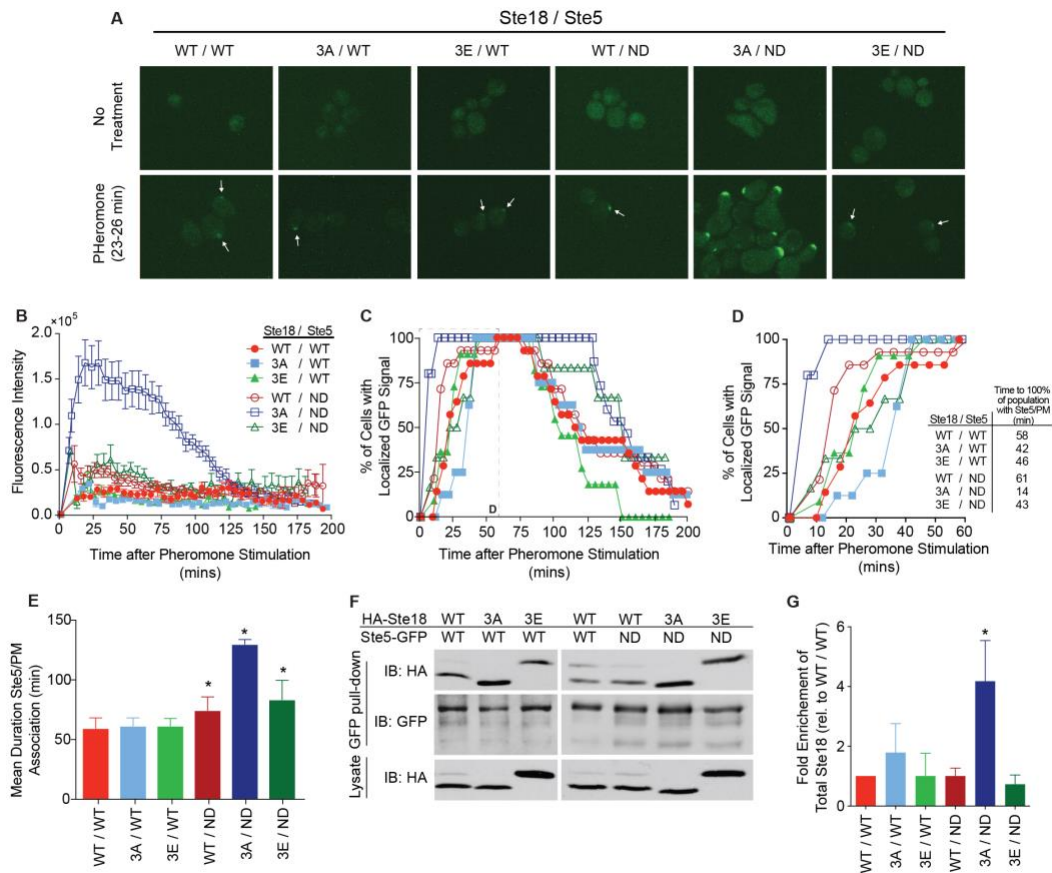 A
Ste18 / Ste5
WT / WT
3A / WT
3E / WT
WT / ND
3A / ND
3E / ND
No
Treatment
PHeromone
(23-26 min)
B
×10⁵
2.0
1.5
1.0
0.5
0.0
Fluorescence Intensity
0 25 50 75 100 125 150 175 200
Time after Pheromone Stimulation
(mins)
Ste18 / Ste5
WT / WT
3A / WT
3E / WT
WT / ND
3A / ND
3E / ND
C
100
75
50
25
0
% of Cells with
Localized GFP Signal
D
0 25 50 75 100 125 150 175 200
Time after Pheromone Stimulation
(mins)
D
100
75
50
25
0
% of Cells with
Localized GFP Signal
0 10 20 30 40 50 60
Time after Pheromone Stimulation
(mins)
Ste18 / Ste5
Time to 100%
of population
with Ste5/PM
(min)
WT / WT 58
3A / WT 42
3E / WT 46
WT / ND 61
3A / ND 14
3E / ND 43
E
150
100
50
0
Mean Duration Ste5/PM
Association (min)
* * *
WT / WT
3A / WT
3E / WT
WT / ND
3A / ND
3E / ND
F
HA-Ste18 WT 3A 3E WT WT 3A 3E
Ste5-GFP WT WT WT WT ND ND ND
GFP pull-down
IB: HA
IB: GFP
Lysate
IB: HA
G
8
6
4
2
0
Fold Enrichment of
Total Ste18 (rel. to WT / WT)
*
WT / WT
3A / WT
3E / WT
WT / ND
3A / ND
3E / ND